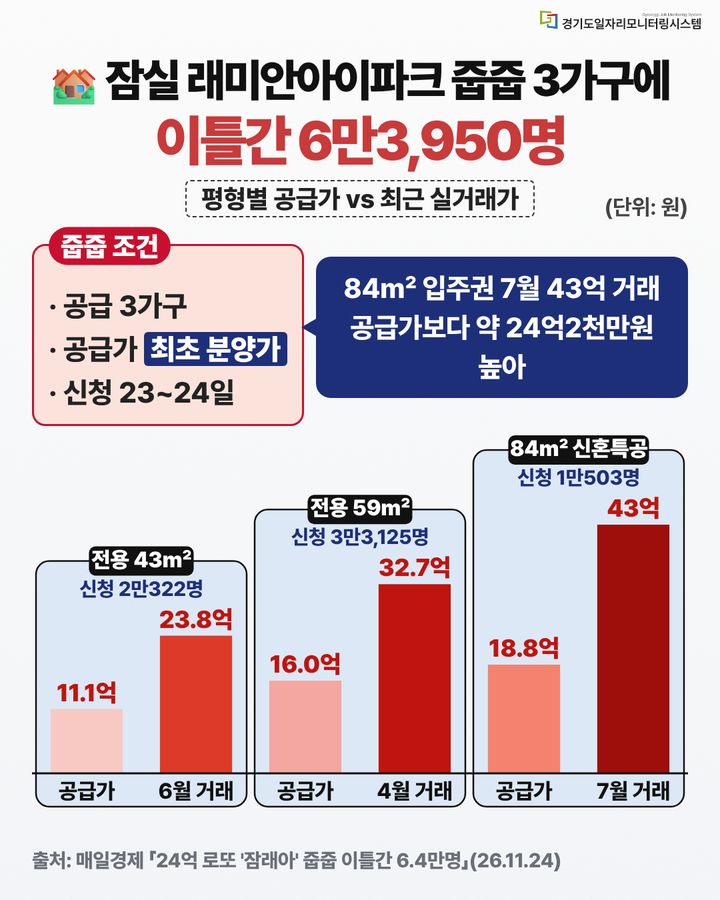 경기도일자리모니터링시스템
잠실 래미안아이파크 줍줍 3가구에
이틀간 6만3,950명
평형별 공급가 vs 최근 실거래가
(단위: 원)
줍줍 조건
· 공급 3가구
· 공급가 최초 분양가
· 신청 23~24일
84m² 입주권 7월 43억 거래
공급가보다 약 24억2천만원
높아
전용 43m²
신청 2만322명
11.1억
23.8억
공급가
6월 거래
전용 59m²
신청 3만3,125명
16.0억
32.7억
공급가
4월 거래
84m² 신혼특공
신청 1만503명
18.8억
43억
공급가
7월 거래
출처: 매일경제 「24억 로또 '잠래아' 줍줍 이틀간 6.4만명」(26.11.24)